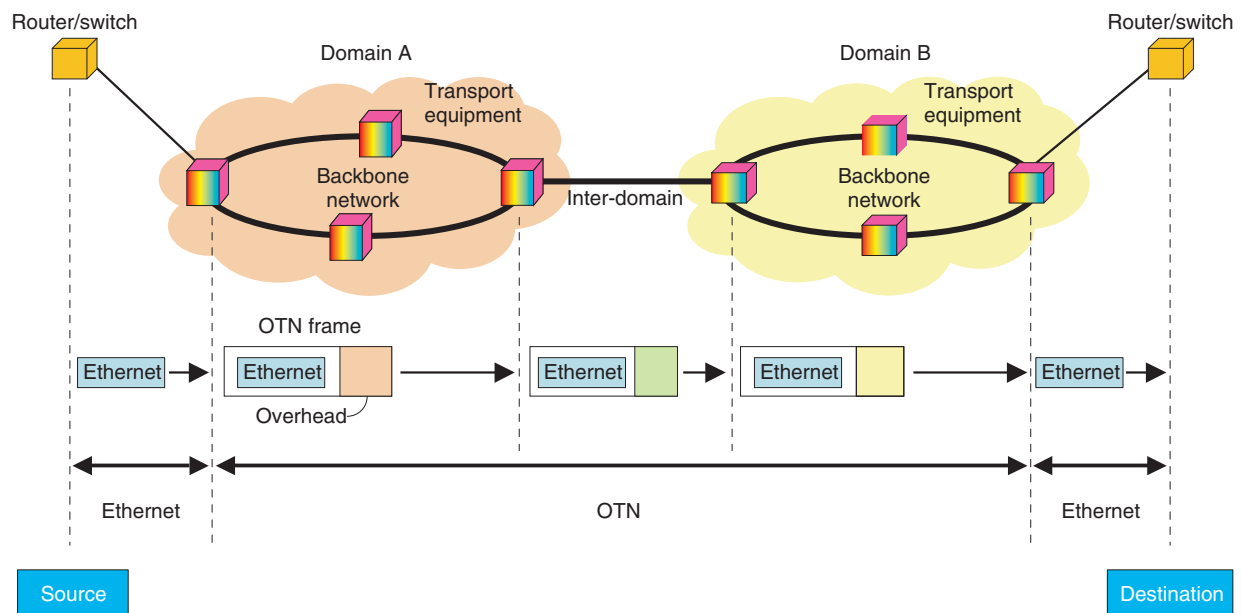 Router/switch
Router/switch
Domain A
Domain B
Transport
equipment
Transport
equipment
Backbone
network
Inter-domain
Backbone
network
OTN frame
Ethernet
Ethernet
Ethernet
Ethernet
Ethernet
Overhead
Ethernet
OTN
Ethernet
Source
Destination